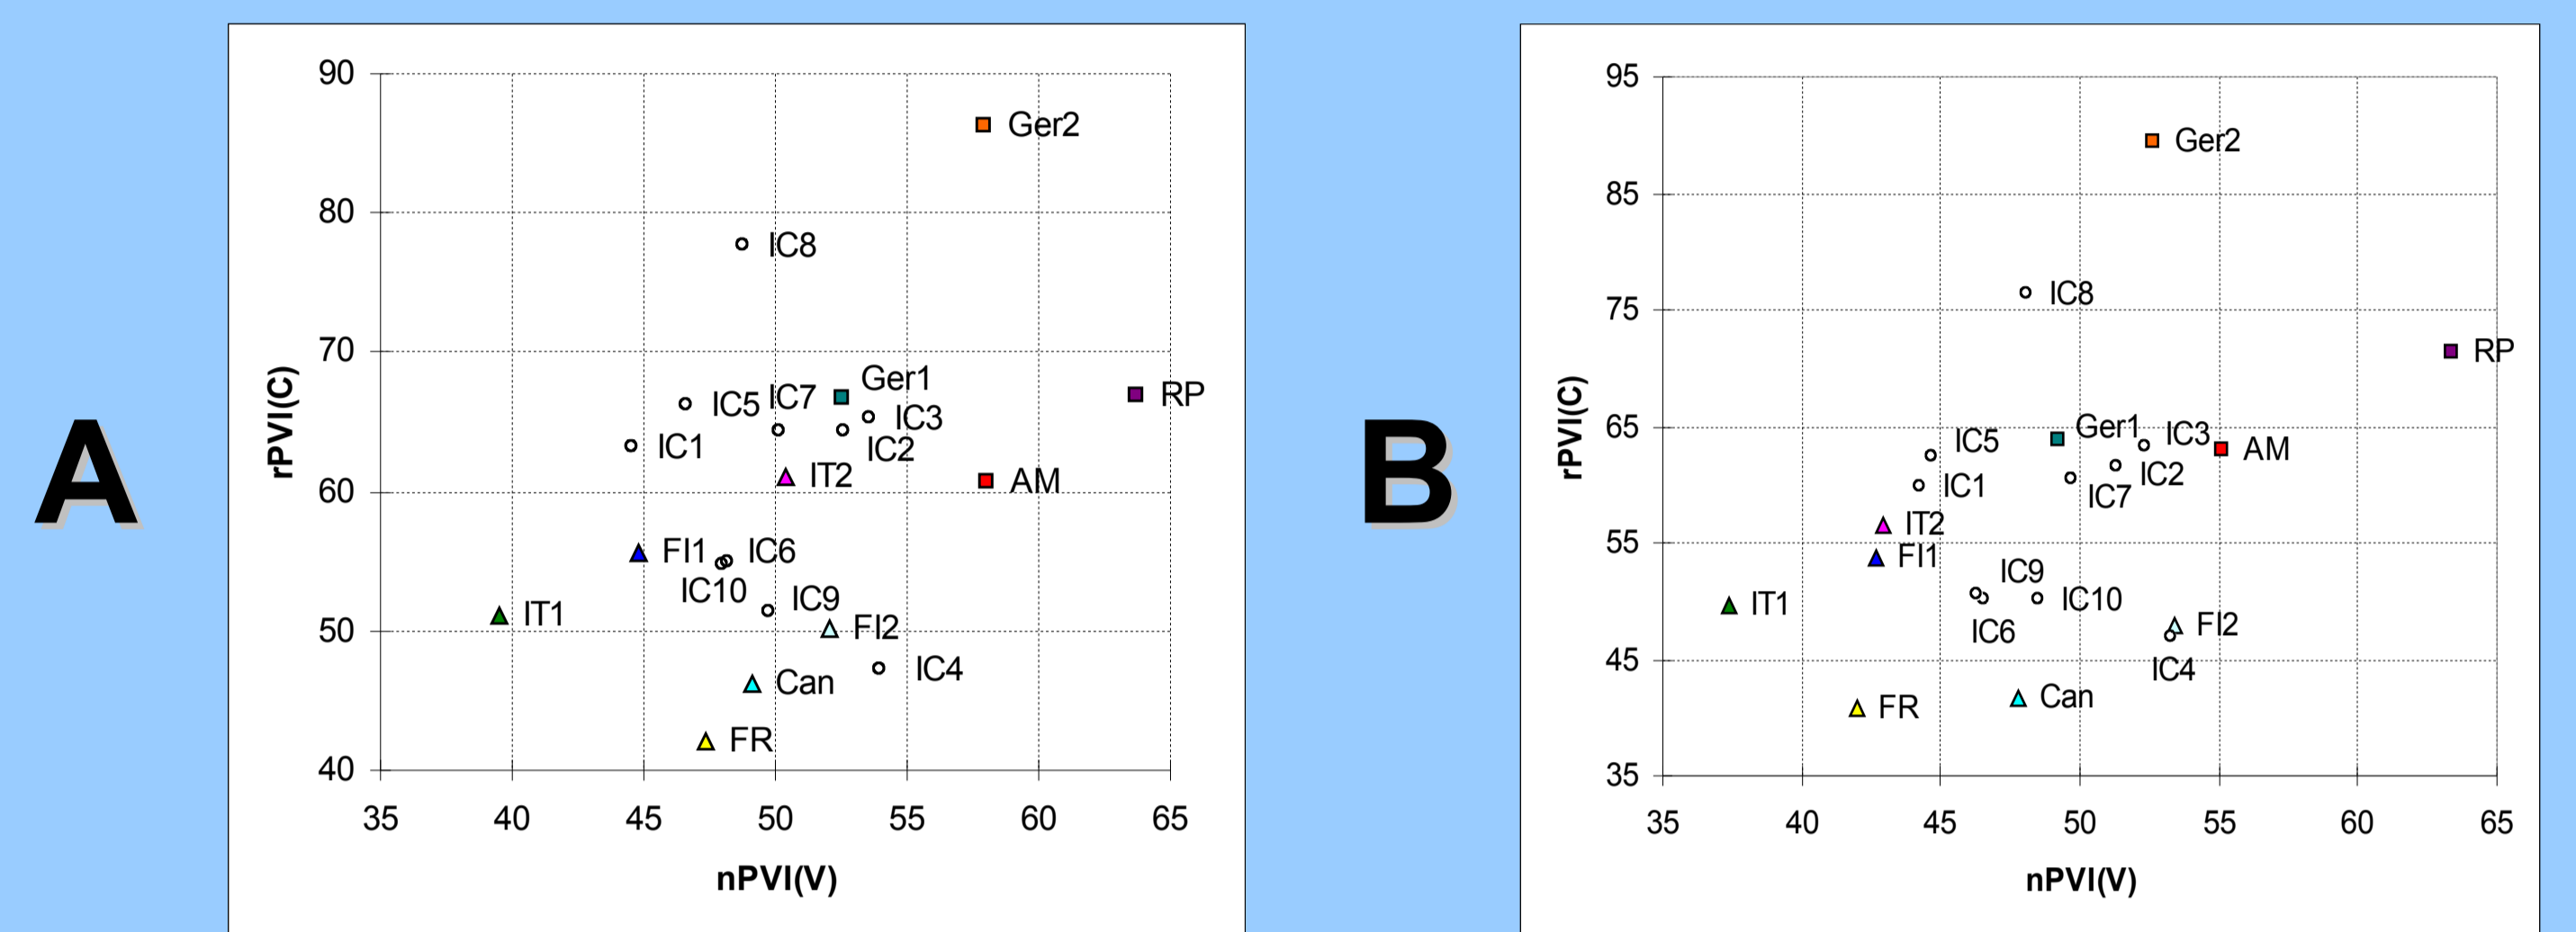 A
rPVI(C)
90
80
70
60
50
40
Ger2
IC8
Ger1
IC5
IC7
RP
IC3
IC1
IC2
IT2
AM
FI1
IC6
IC10
IC9
IT1
FI2
IC4
Can
FR
35 40 45 50 55 60 65
nPVI(V)
B
rPVI(C)
95
85
75
65
55
45
35
Ger2
IC8
RP
Ger1
IC3
IC5
AM
IC2
IC1
IC7
IT2
FI1
IC9
IC10
IT1
FI2
IC6
IC4
Can
FR
35 40 45 50 55 60 65
nPVI(V)